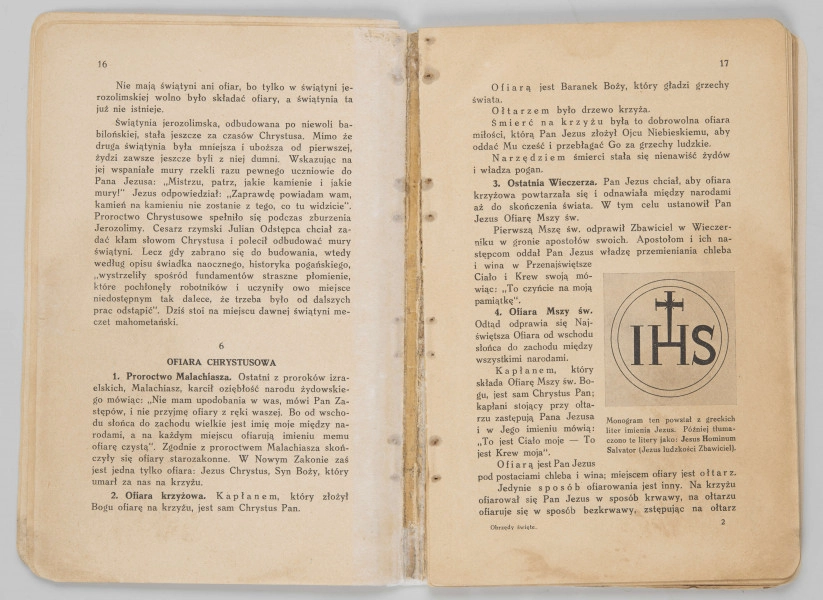 16
Nie mają świątyni ani ofiar, bo tylko w świątyni je-
rozolimskiej wolno było składać ofiary, a świątynia ta
już nie istnieje.
Świątynia jerozolimska, odbudowana po niewoli ba-
bilońskiej, stała jeszcze za czasów Chrystusa. Mimo że
druga świątynia była mniejsza i uboższa od pierwszej,
żydzi zawsze jeszcze byli z niej dumni. Wskazując na
jej wspaniałe mury rzekli razu pewnego uczniowie do
Pana Jezusa: „Mistrzu, patrz, jakie kamienie i jakie
mury!" Jezus odpowiedział: „Zaprawdę powiadam wam,
kamień na kamieniu nie zostanie z tego, co tu widzicie".
Proroctwo Chrystusowe spełniło się podczas zburzenia
Jerozolimy. Cesarz rzymski Julian Odstępca chciał za-
dać kłam słowom Chrystusa i polecił odbudować mury
świątyni. Lecz gdy zabrano się do budowania, wtedy
według opisu świadka naocznego, historyka pogańskiego,
„wystrzeliły spośród fundamentów straszne płomienie,
które pochłonęły robotników i uczyniły owo miejsce
niedostępnym tak dalece, że trzeba było od dalszych
prac odstąpić". Dziś stoi na miejscu dawnej świątyni me-
czet mahometański.
6
OFIARA CHRYSTUSOWA
1. Proroctwo Malachiasza. Ostatni z proroków izra-
elskich, Malachiasz, karcił oziębłość narodu żydowskie-
go mówiąc: „Nie mam upodobania w was, mówi Pan Za-
stępów, i nie przyjmę ofiary z ręki waszej. Bo od wscho-
du słońca do zachodu wielkie jest imię moje między na-
rodami, a na każdym miejscu ofiarują imieniu memu
ofiarę czystą". Zgodnie z proroctwem Malachiasza skoń-
czyły się ofiary starozakonne. W Nowym Zakonie zaś
jest jedna tylko ofiara: Jezus Chrystus, Syn Boży, który
umarł za nas na krzyżu.
2. Ofiara krzyżowa. Kapłanem, który złożył
Bogu ofiarę na krzyżu, jest sam Chrystus Pan.
17
Ofiarą jest Baranek Boży, który gładzi grzechy
świata.
Ołtarzem było drzewo krzyża.
Śmierć na krzyżu była to dobrowolna ofiara
miłości, którą Pan Jezus złożył Ojcu Niebieskiemu, aby
oddać Mu cześć i przebłagać Go za grzechy ludzkie.
Narzędziem śmierci stała się nienawiść żydów
i władza pogan.
3. Ostatnia Wieczerza. Pan Jezus chciał, aby ofiara
krzyżowa powtarzała się i odnawiała między narodami
aż do skończenia świata. W tym celu ustanowił Pan
Jezus Ofiarę Mszy św.
Pierwszą Mszę św. odprawił Zbawiciel w Wieczer-
niku w gronie apostołów swoich. Apostołom i ich na-
stępcom oddał Pan Jezus władzę przemieniania chleba
i wina w Przenajświętsze
Ciało i Krew swoją mó-
wiąc: „To czyńcie na moją
pamiątkę".
4. Ofiara Mszy św.
Odtąd odprawia się Naj-
świętsza Ofiara od wschodu
słońca do zachodu między
wszystkimi narodami.
Kapłanem, który
składa Ofiarę Mszy św. Bo-
gu, jest sam Chrystus Pan;
kapłani stojący przy ołta-
rzu zastępują Pana Jezusa
i w Jego imieniu mówią:
„To jest Ciało moje — To
jest Krew moja".
Ofiarą jest Pan Jezus
pod postaciami chleba i wina; miejscem ofiary jest ołtarz.
Jedynie sposób ofiarowania jest inny. Na krzyżu
ofiarował się Pan Jezus w sposób krwawy, na ołtarzu
ofiaruje się w sposób bezkrwawy, zstępując na ołtarz
IHS
Monogram ten powstał z greckich
liter imienia Jezus. Później tłuma-
czono te litery jako: Jesus Hominum
Salvator (Jezus ludzkości Zbawiciel).
Obrzędy święte.
2